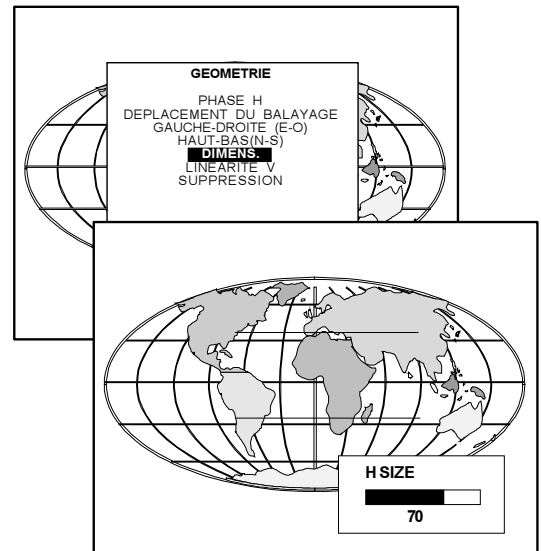 GEOMETRIE
PHASE H
DEPLACEMENT DU BALAYAGE
GAUCHE-DROITE (E-O)
HAUT-BAS(N-S)
DIMENS.
LINEARITE V
SUPPRESSION
H SIZE
70